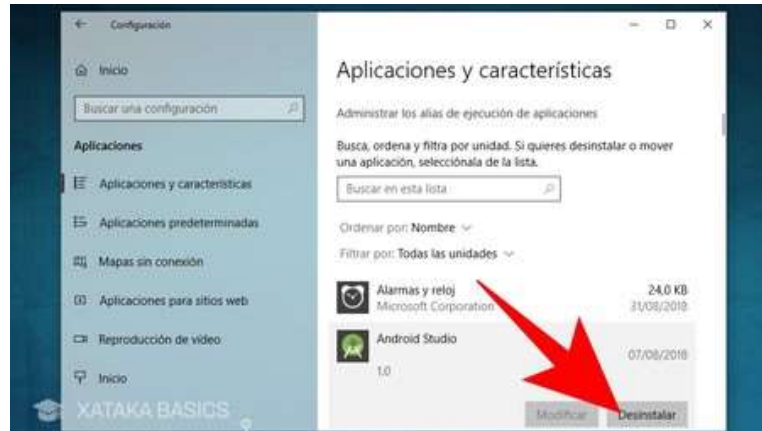 Configuración
Inicio
Buscar una configuración
Aplicaciones
Aplicaciones y características
Aplicaciones predeterminadas
Mapas sin conexión
Aplicaciones para sitios web
Reproducción de vídeo
Inicio
Aplicaciones y características
Administrar los alias de ejecución de aplicaciones
Busca, ordena y filtra por unidad. Si quieres desinstalar o mover
una aplicación, selecciónala de la lista.
Buscar en esta lista
Ordenar por: Nombre
Filtrar por: Todas las unidades
Alarmas y reloj 24,0 KB
Microsoft Corporation 31/08/2018
Android Studio
07/08/2018
1.0
Modificar Desinstalar
XATAKA BASICS